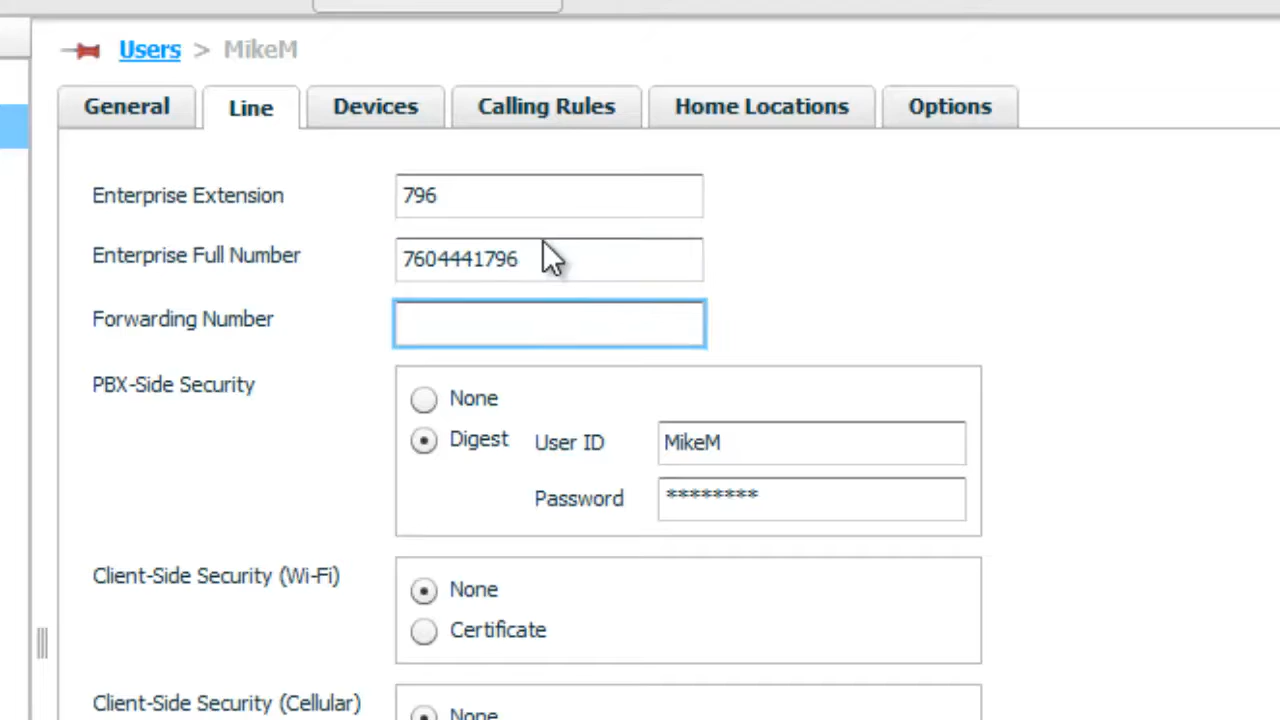 Users > MikeM
General Line Devices Calling Rules Home Locations Options
Enterprise Extension 796
Enterprise Full Number 7604441796
Forwarding Number
PBX-Side Security
None
Digest User ID MikeM
Password ********
Client-Side Security (Wi-Fi)
None
Certificate
Client-Side Security (Cellular)
None